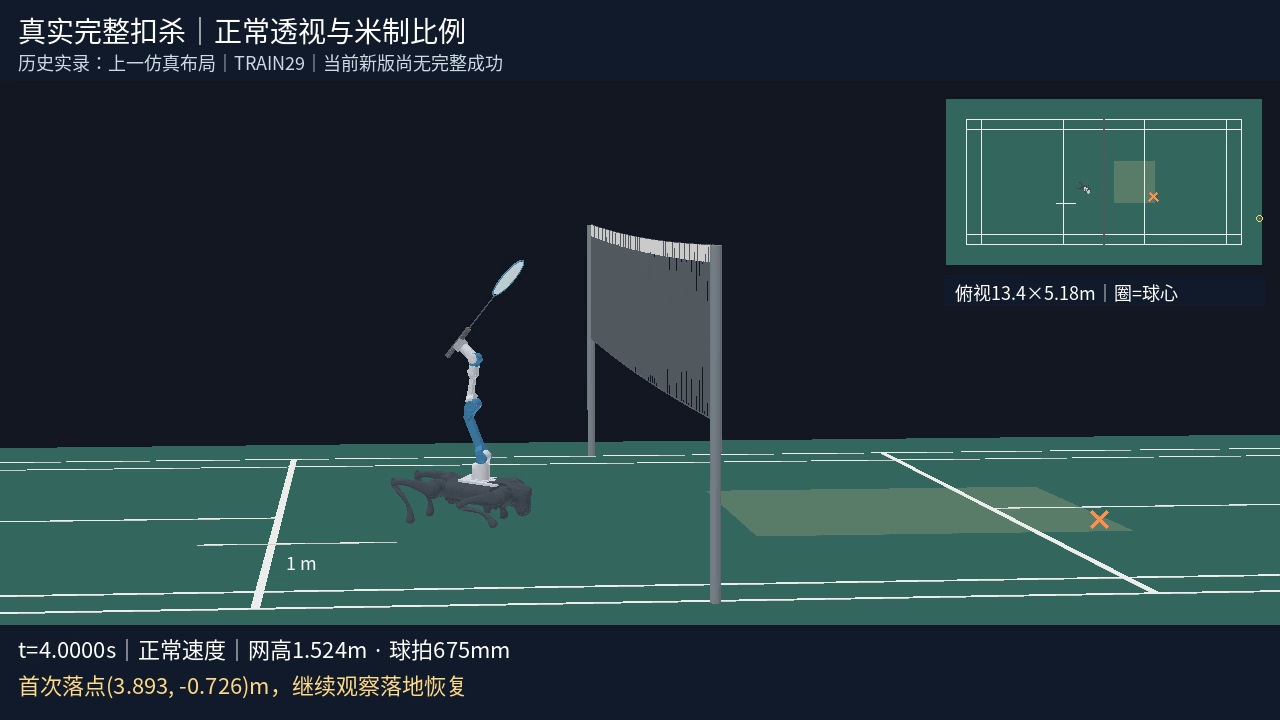 真实完整扣杀｜正常透视与米制比例
历史实录：上一仿真布局｜TRAIN29｜当前新版尚无完整成功
俯视13.4×5.18m｜圈=球心
1 m
t=4.0000s｜正常速度｜网高1.524m · 球拍675mm
首次落点(3.893, -0.726)m，继续观察落地恢复